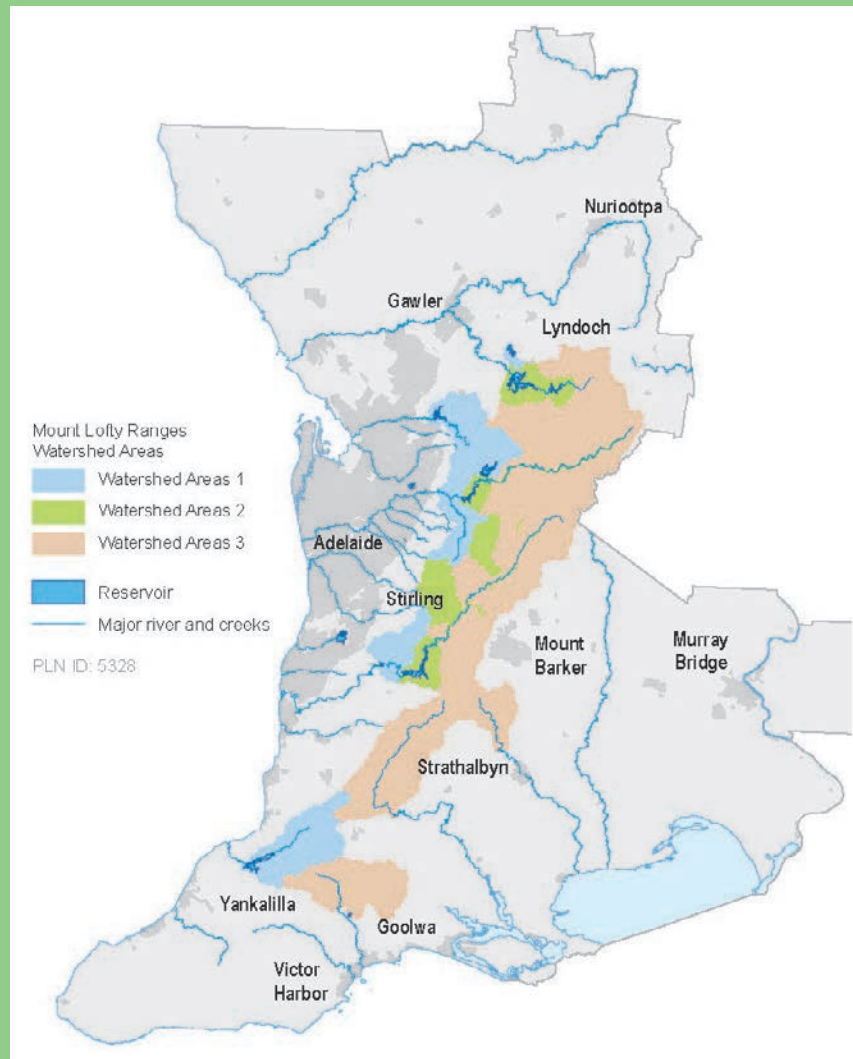 Nuriootpa
Gawler
Lyndoch
Mount Lofty Ranges
Watershed Areas
Watershed Areas 1
Watershed Areas 2
Watershed Areas 3
Reservoir
Major river and creeks
PLN ID: 5328
Adelaide
Stirling
Mount
Barker
Murray
Bridge
Strathalbyn
Yankalilla
Goolwa
Victor
Harbor